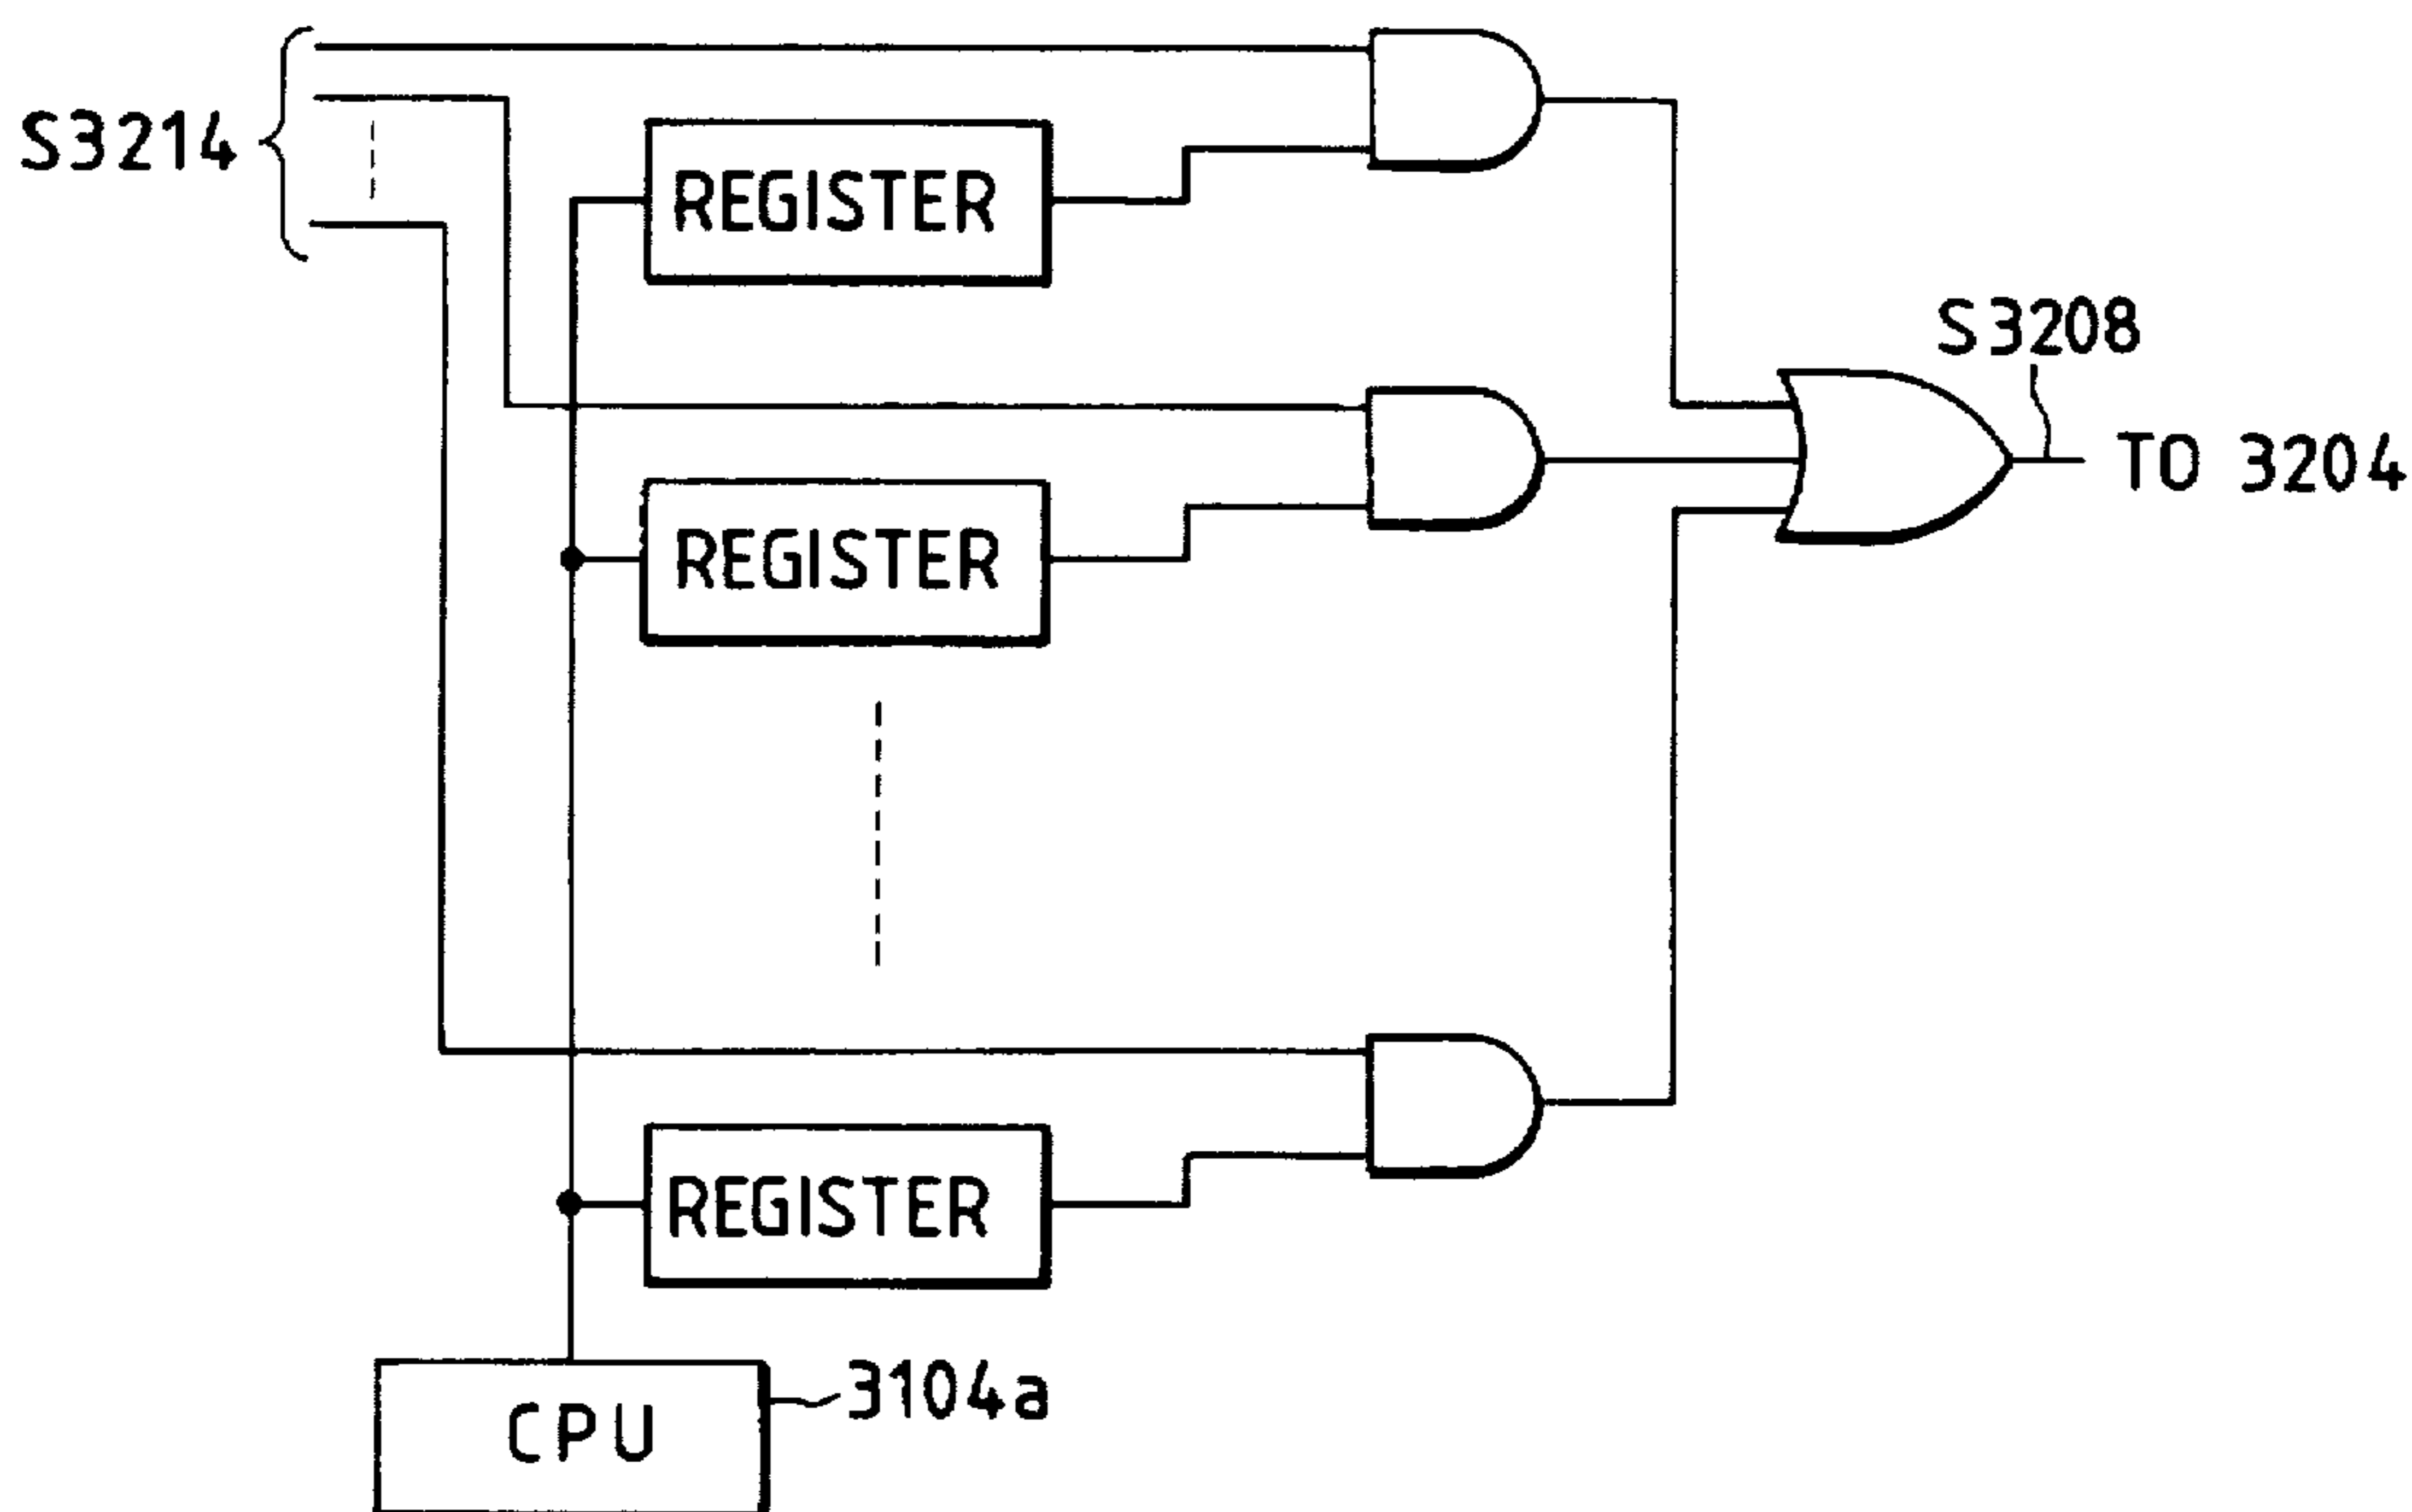 S3214
REGISTER
S3208
TO 3204
REGISTER
REGISTER
3104a
CPU